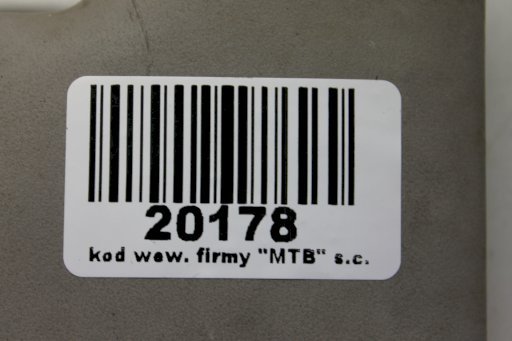 20178
kod wew. firmy "MTB" s.c.